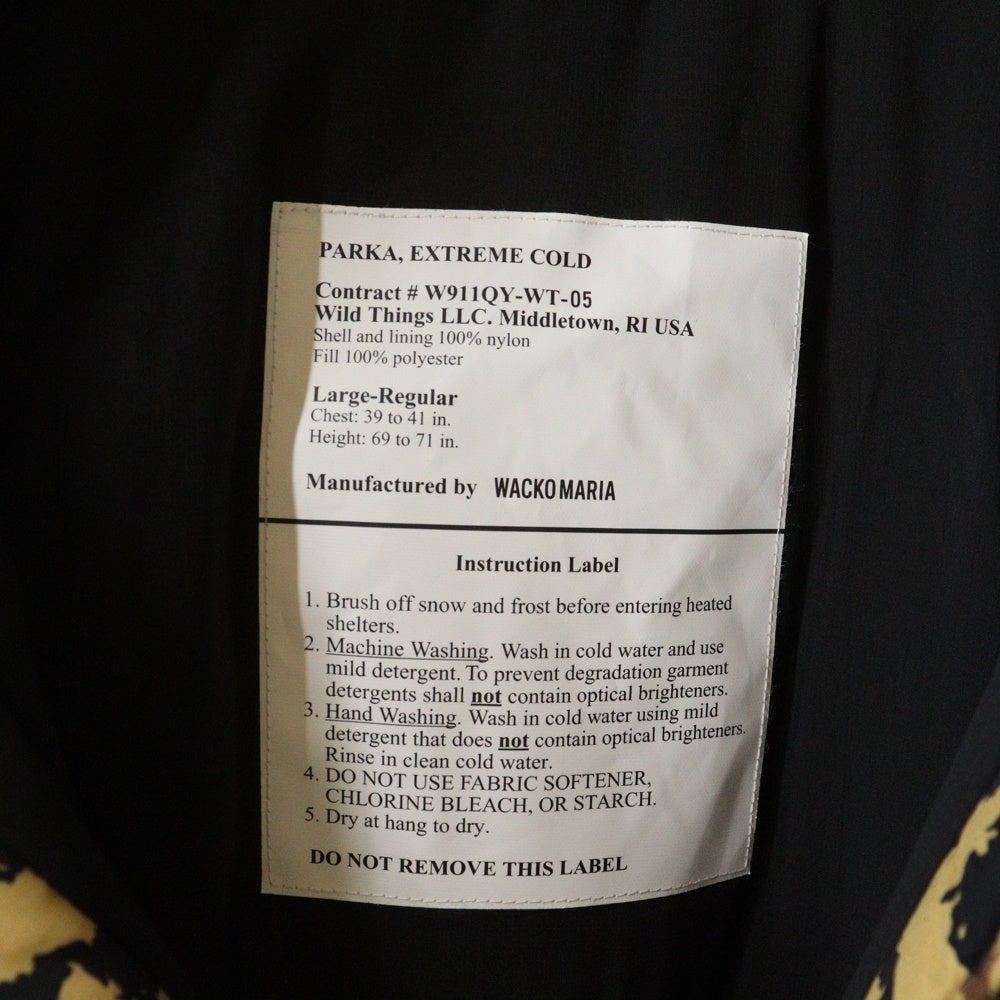 PARKA, EXTREME COLD
Contract # W911QY-WT-05
Wild Things LLC. Middletown, RI USA
Shell and lining 100% nylon
Fill 100% polyester
Large-Regular
Chest: 39 to 41 in.
Height: 69 to 71 in.
Manufactured by WACKO MARIA
Instruction Label
1. Brush off snow and frost before entering heated
shelters.
2. Machine Washing. Wash in cold water and use
mild detergent. To prevent degradation garment
detergents shall not contain optical brighteners.
3. Hand Washing. Wash in cold water using mild
detergent that does not contain optical brighteners.
Rinse in clean cold water.
4. DO NOT USE FABRIC SOFTENER,
CHLORINE BLEACH, OR STARCH.
5. Dry at hang to dry.
DO NOT REMOVE THIS LABEL